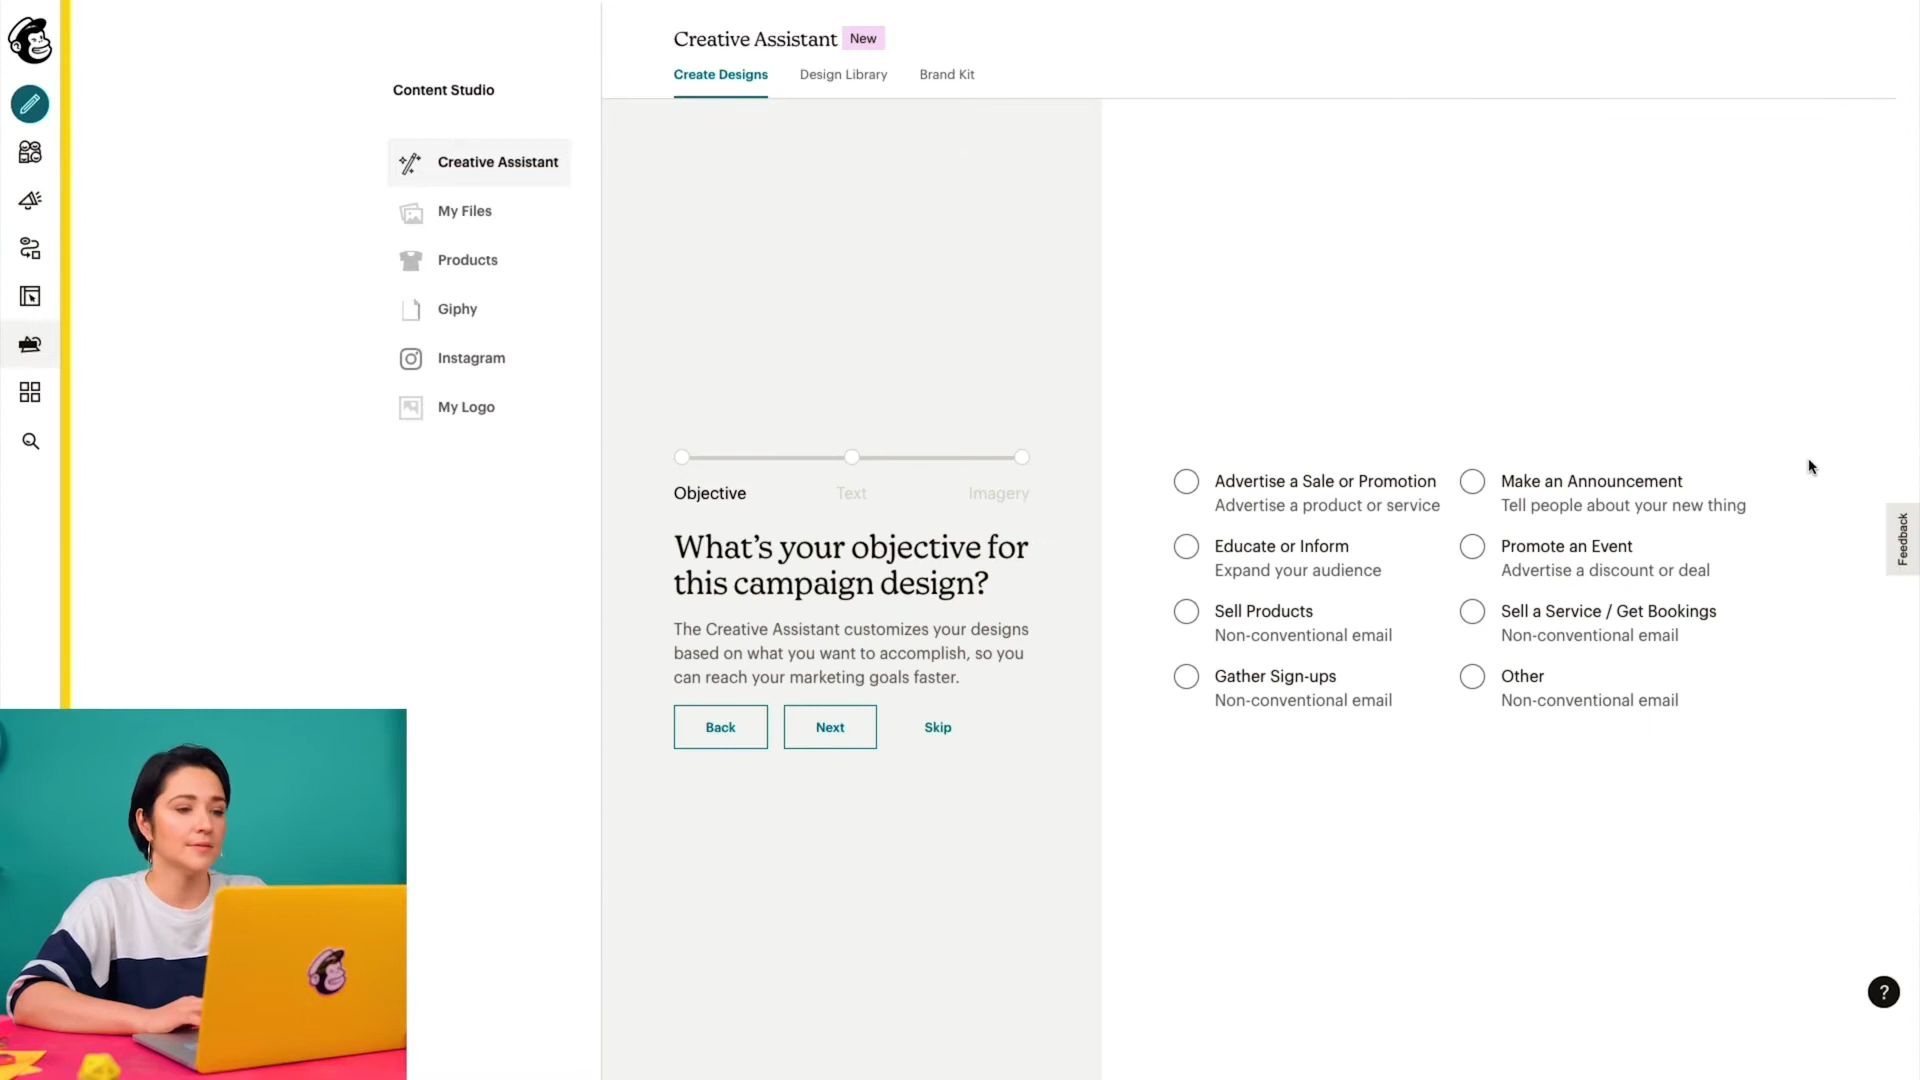 Content Studio
Creative Assistant
My Files
Products
Giphy
Instagram
My Logo
Creative Assistant New
Create Designs Design Library Brand Kit
Objective Text Imagery
What’s your objective for
this campaign design?
The Creative Assistant customizes your designs
based on what you want to accomplish, so you
can reach your marketing goals faster.
Back Next Skip
Advertise a Sale or Promotion
Advertise a product or service
Make an Announcement
Tell people about your new thing
Educate or Inform
Expand your audience
Promote an Event
Advertise a discount or deal
Sell Products
Non-conventional email
Sell a Service / Get Bookings
Non-conventional email
Gather Sign-ups
Non-conventional email
Other
Non-conventional email
Feedback
?